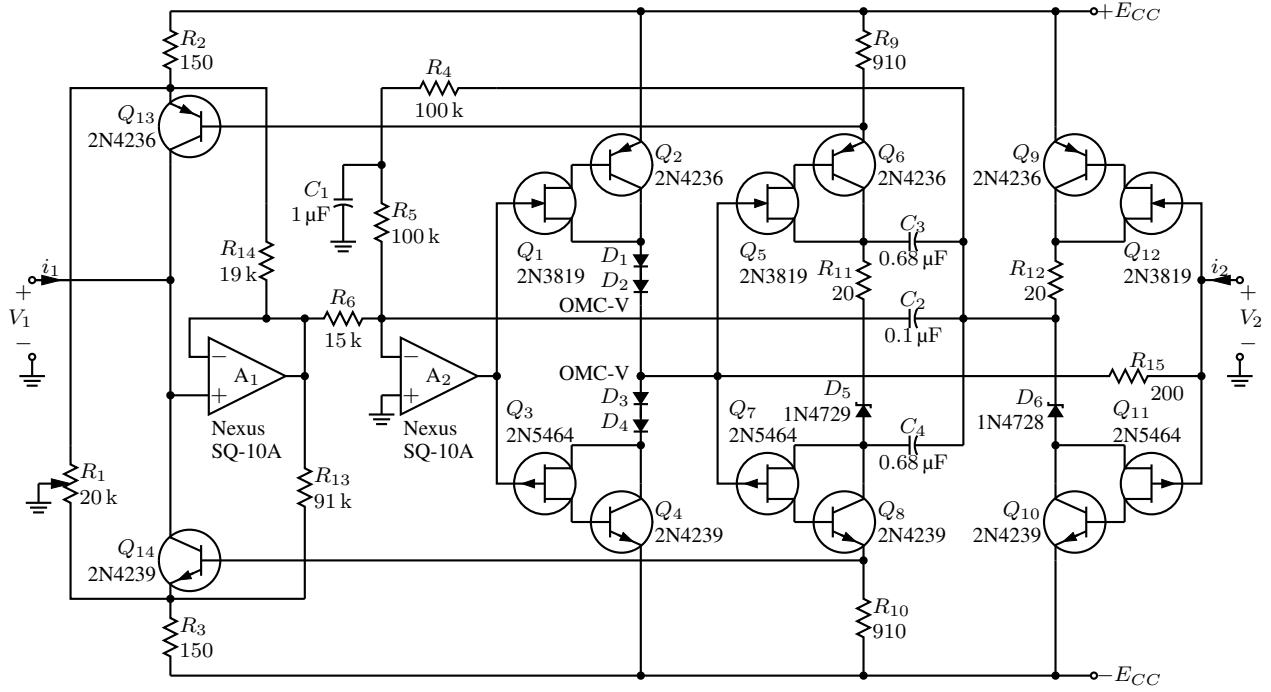 +E_CC
R_2
150
R_9
910
R_4
100 k
Q_13
2N4236
Q_2
2N4236
Q_6
2N4236
Q_9
2N4236
C_1
1 µF
R_5
100 k
Q_1
2N3819
Q_5
2N3819
Q_12
2N3819
R_14
19 k
C_3
0.68 µF
D_1
D_2
OMC-V
R_11
20
R_12
20
i_1
+
V_1
−
i_2
+
V_2
−
R_6
15 k
C_2
0.1 µF
−
A_1
+
Nexus
SQ-10A
−
A_2
+
Nexus
SQ-10A
OMC-V
D_3
D_4
R_15
200
D_5
1N4729
D_6
1N4728
Q_3
2N5464
Q_7
2N5464
Q_11
2N5464
C_4
0.68 µF
R_1
20 k
R_13
91 k
Q_4
2N4239
Q_8
2N4239
Q_10
2N4239
Q_14
2N4239
R_3
150
R_10
910
−E_CC